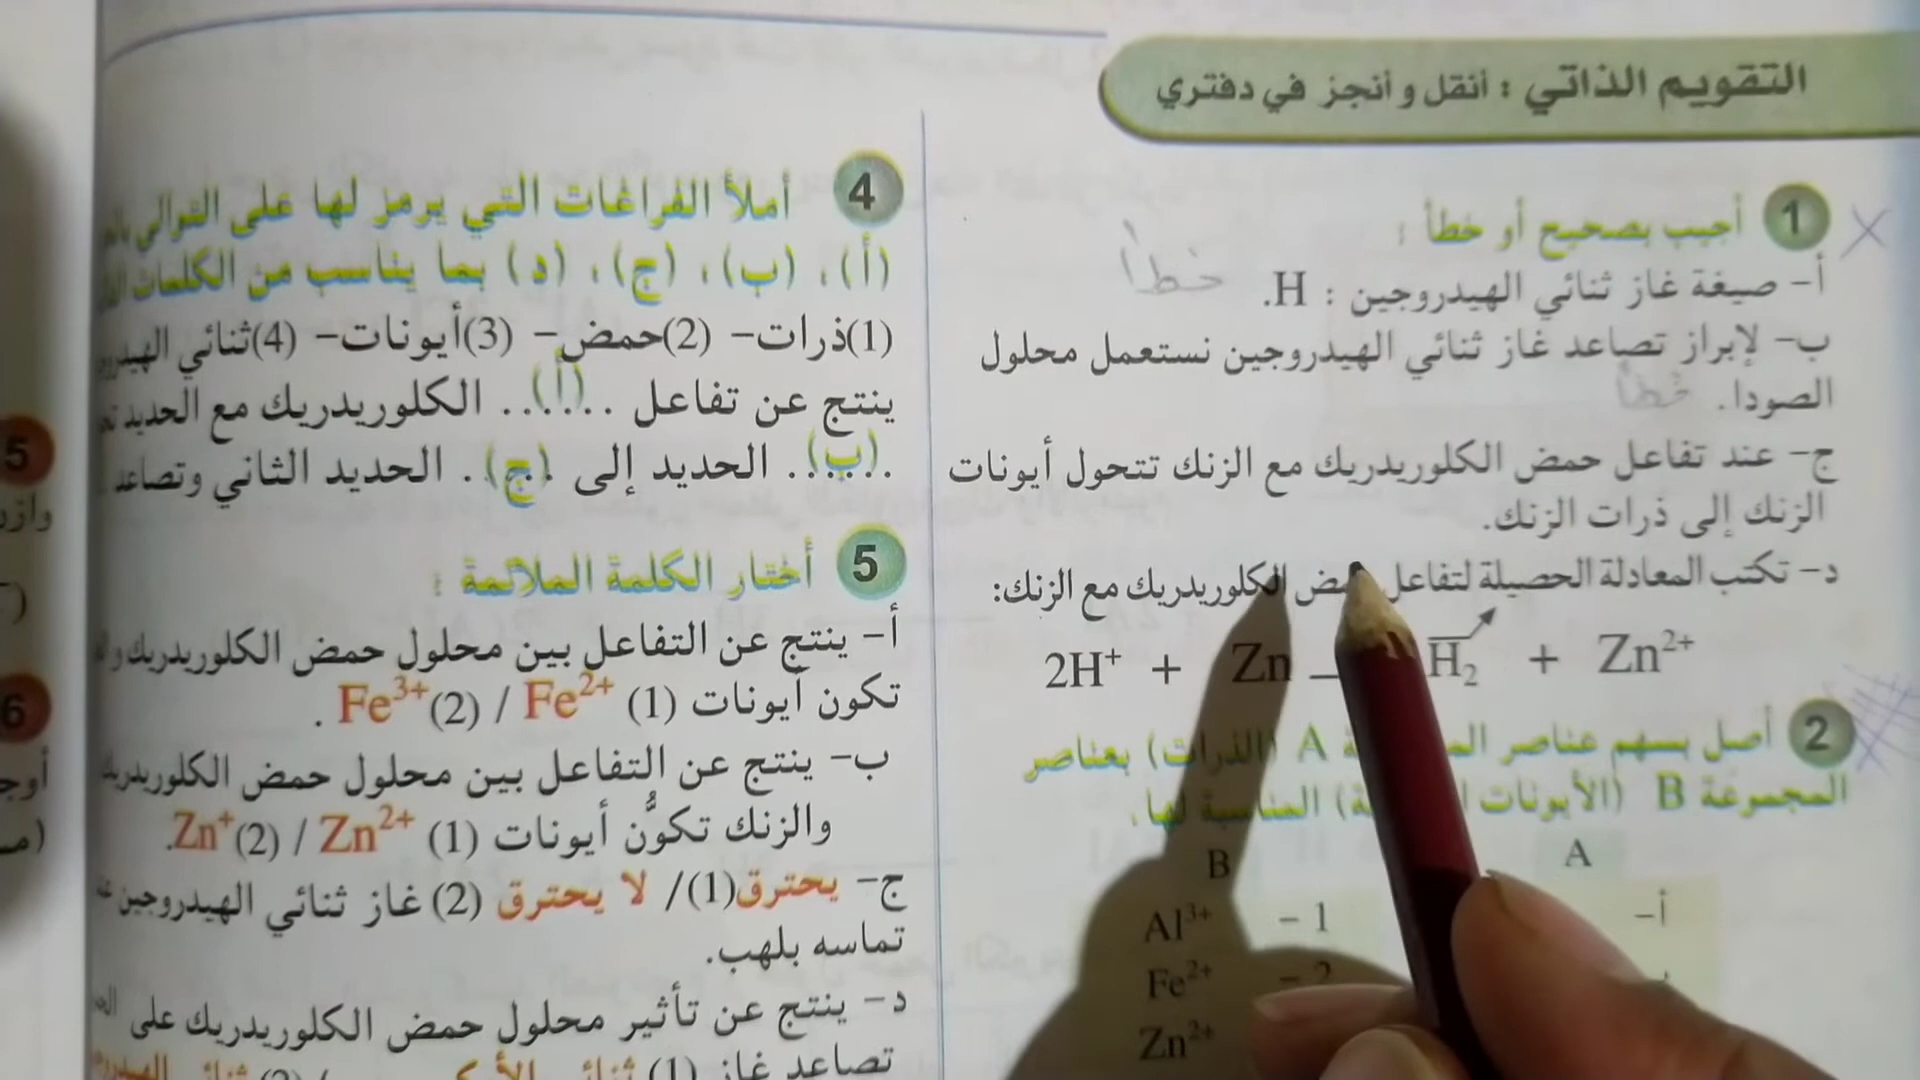 التقويم الذاتي : أنقل و أنجز في دفتري
1 أجيب بصحيح أو خطأ :
أ- صيغة غاز ثنائي الهيدروجين : H. خطأ
ب- لإبراز تصاعد غاز ثنائي الهيدروجين نستعمل محلول
الصودا. خطأ
ج- عند تفاعل حمض الكلوريدريك مع الزنك تتحول أيونات
الزنك إلى ذرات الزنك.
د- تكتب المعادلة الحصيلة لتفاعل الكلوريدريك مع الزنك:
2H⁺ + Zn H₂ + Zn²⁺
2 أصل بسهم عناصر A (الذرات) بعناصر
المجموعة B (الأيونات المناسبة لها.
A B
أ- 1 - Al³⁺
2 - Fe²⁺
Zn²⁺
4 أملأ الفراغات التي يرمز لها على التوالي
(أ)، (ب)، (ج)، (د) بما يناسب من الكلمات
(1)ذرات- (2)حمض- (3)أيونات- (4)ثنائي
ينتج عن تفاعل ..(أ).. الكلوريدريك مع الحديد
.(ب).. الحديد إلى .(ج). الحديد الثاني وتصاعد
5 أختار الكلمة الملائمة :
أ- ينتج عن التفاعل بين محلول حمض الكلوريدريك
تكون أيونات (1) Fe²⁺ / (2) Fe³⁺ .
ب- ينتج عن التفاعل بين محلول حمض الكلوريدريك
والزنك تكوُّن أيونات (1) Zn²⁺ / (2) Zn⁺.
ج- يحترق(1)/ لا يحترق (2) غاز ثنائي الهيدروجين
تماسه بلهب.
د- ينتج عن تأثير محلول حمض الكلوريدريك على
تصاعد غاز (1) ثنائي
5
6